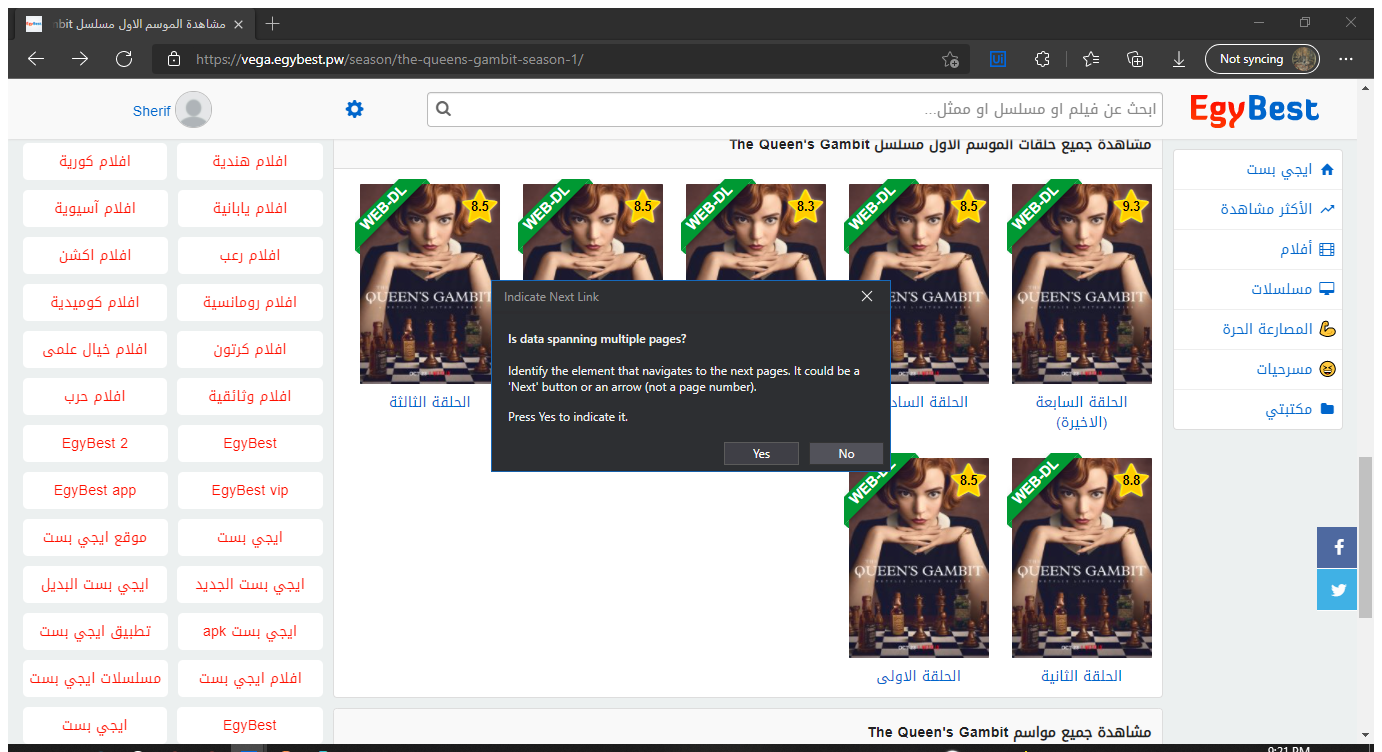 مشاهدة الموسم الاول مسلسل
https://vega.egybest.pw/season/the-queens-gambit-season-1/
Not syncing
Sherif
ابحث عن فيلم او مسلسل او ممثل...
EgyBest
ايجي بست
الأكثر مشاهدة
أفلام
مسلسلات
المصارعة الحرة
مسرحيات
مكتبتي
مشاهدة جميع حلقات الموسم الاول مسلسل The Queen's Gambit
WEB-DL 9.3
WEB-DL 8.5
WEB-DL 8.3
WEB-DL 8.5
WEB-DL 8.5
QUEEN'S GAMBIT
EN'S GAMBIT
QUEEN'S GAMBIT
الحلقة السابعة
(الاخيرة)
الحلقة الثالثة
WEB-DL 8.8
WEB-DL 8.5
QUEEN'S GAMBIT
QUEEN'S GAMBIT
الحلقة الثانية
الحلقة الاولى
مشاهدة جميع مواسم The Queen's Gambit
Indicate Next Link
Is data spanning multiple pages?
Identify the element that navigates to the next pages. It could be a
'Next' button or an arrow (not a page number).
Press Yes to indicate it.
Yes
No
افلام هندية
افلام كورية
افلام يابانية
افلام آسيوية
افلام رعب
افلام اكشن
افلام رومانسية
افلام كوميدية
افلام كرتون
افلام خيال علمى
افلام وثائقية
افلام حرب
EgyBest
EgyBest 2
EgyBest vip
EgyBest app
ايجي بست
موقع ايجي بست
ايجي بست الجديد
ايجي بست البديل
ايجي بست apk
تطبيق ايجي بست
افلام ايجي بست
مسلسلات ايجي بست
EgyBest
ايجي بست